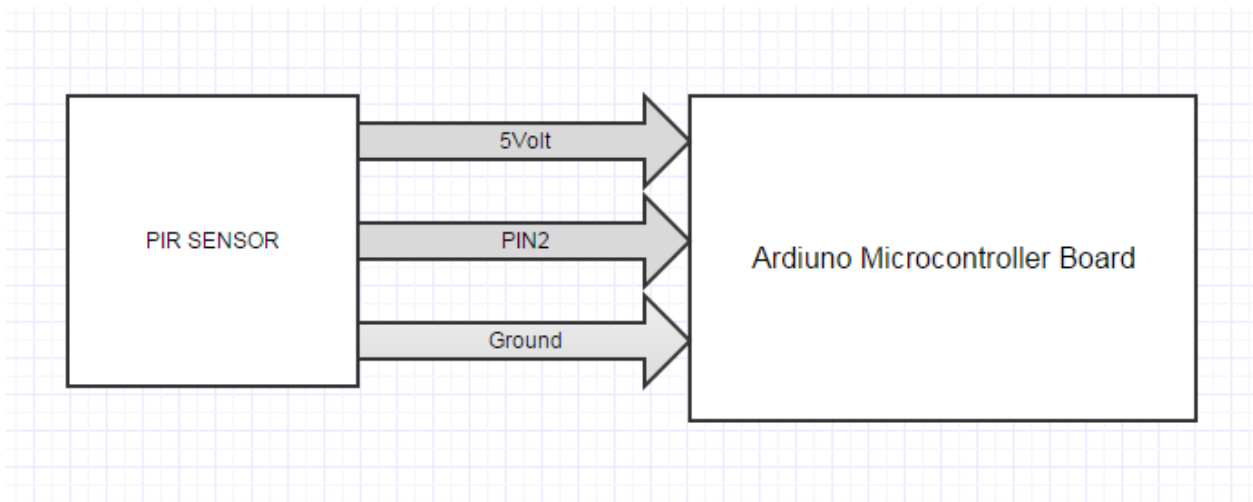 5Volt
PIR SENSOR
PIN2
Ardiuno Microcontroller Board
Ground